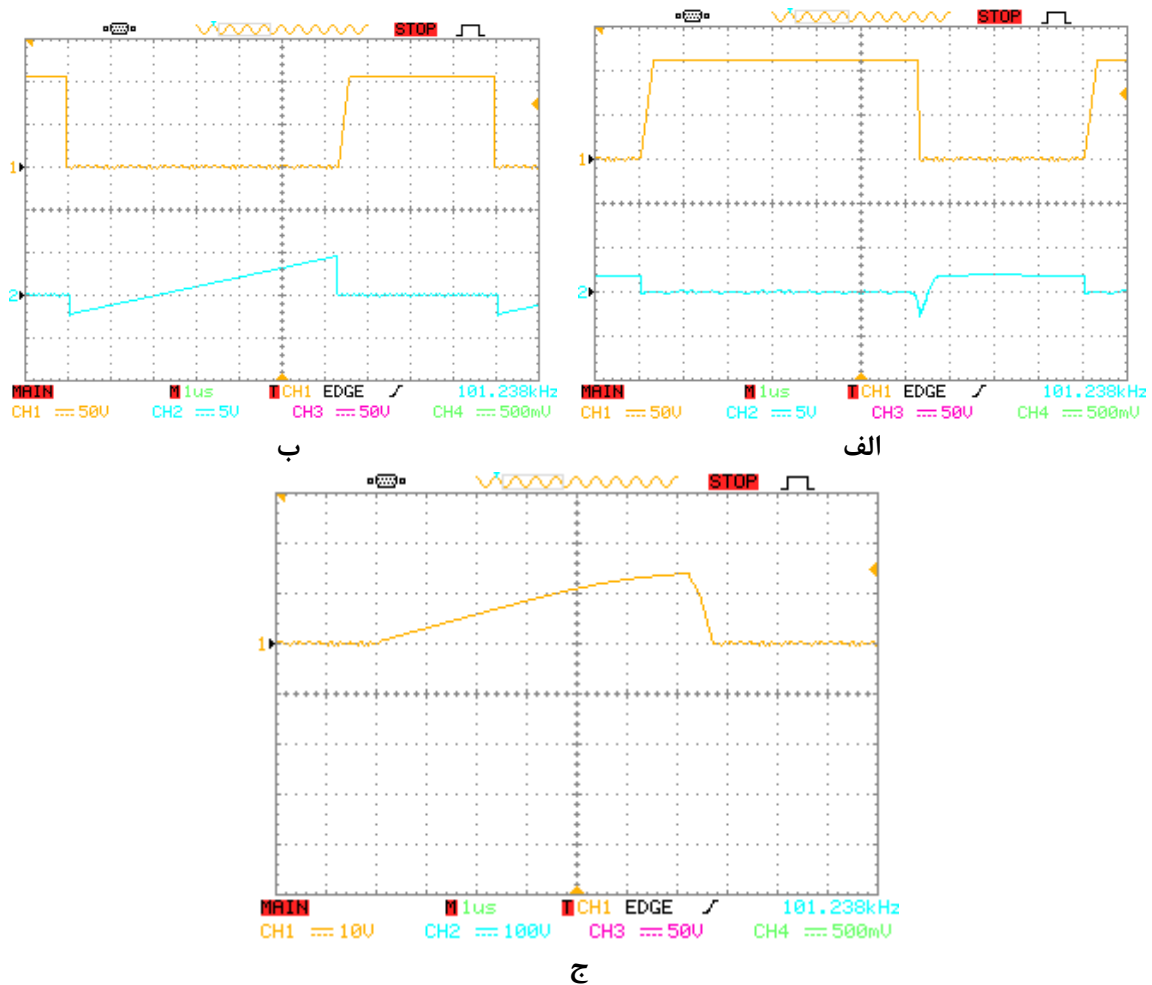 STOP STOP
1 1
2 2
MAIN M 1us T CH1 EDGE 101.238kHz MAIN M 1us T CH1 EDGE 101.238kHz
CH1 50V CH2 5V CH3 50V CH4 500mV CH1 50V CH2 5V CH3 50V CH4 500mV
ب الف
STOP
1
MAIN M 1us T CH1 EDGE 101.238kHz
CH1 10V CH2 100V CH3 50V CH4 500mV
ج